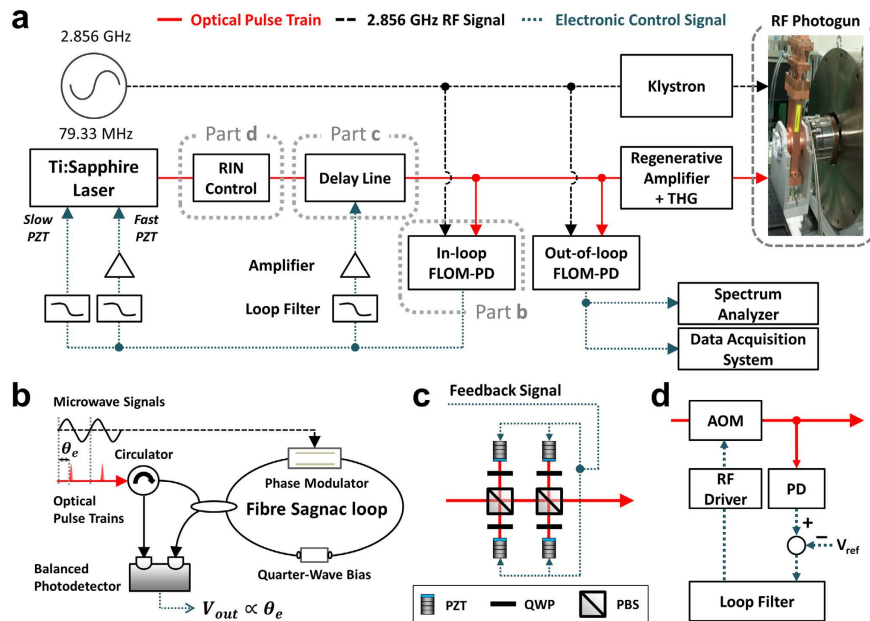 a
Optical Pulse Train
2.856 GHz RF Signal
Electronic Control Signal
RF Photogun
2.856 GHz
79.33 MHz
Klystron
Part d
Part c
Ti:Sapphire
Laser
RIN
Control
Delay Line
Regenerative
Amplifier
+ THG
Slow
PZT
Fast
PZT
Amplifier
Loop Filter
In-loop
FLOM-PD
Out-of-loop
FLOM-PD
Part b
Spectrum
Analyzer
Data Acquisition
System
b
Microwave Signals
θe
Circulator
Optical
Pulse Trains
Phase Modulator
Fibre Sagnac loop
Balanced
Photodetector
Quarter-Wave Bias
Vout ∝ θe
c
Feedback Signal
PZT
QWP
PBS
d
AOM
RF
Driver
PD
+
−
Vref
Loop Filter